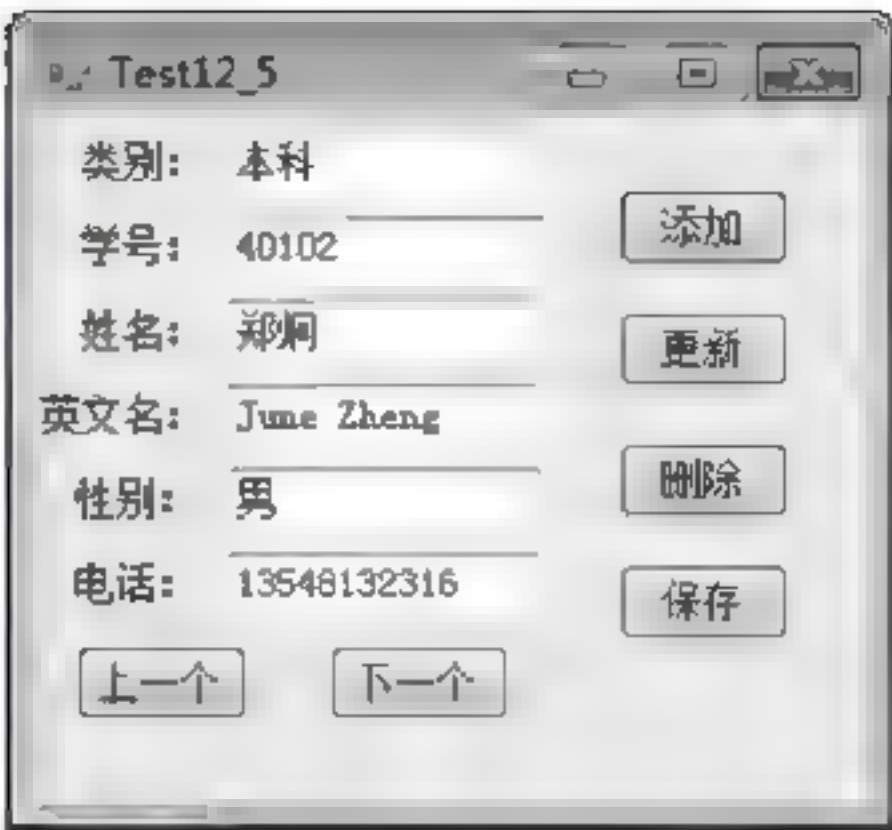 Test12_5
类别: 本科
学号: 40102
姓名: 郑炯
英文名: June Zheng
性别: 男
电话: 13548132316
添加
更新
删除
保存
上一个
下一个